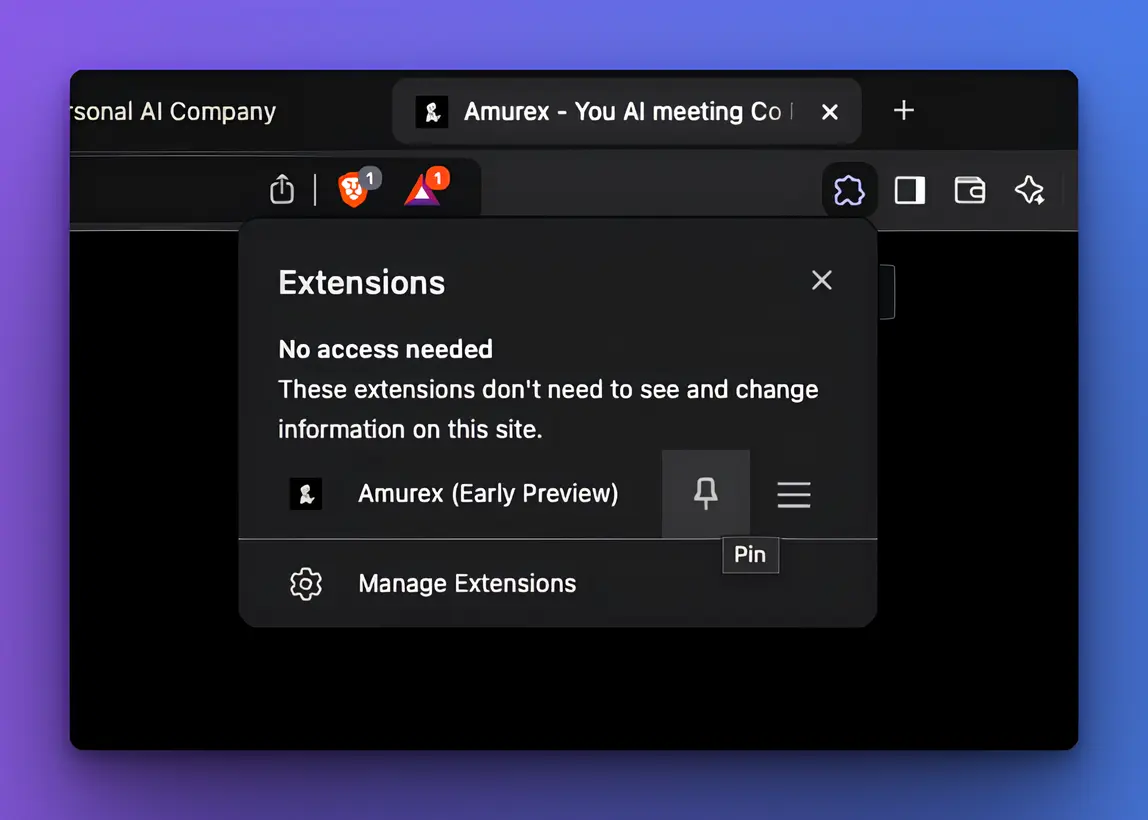 rsonal AI Company
Amurex - You AI meeting Co
1
1
Extensions
No access needed
These extensions don't need to see and change
information on this site.
Amurex (Early Preview)
Pin
Manage Extensions